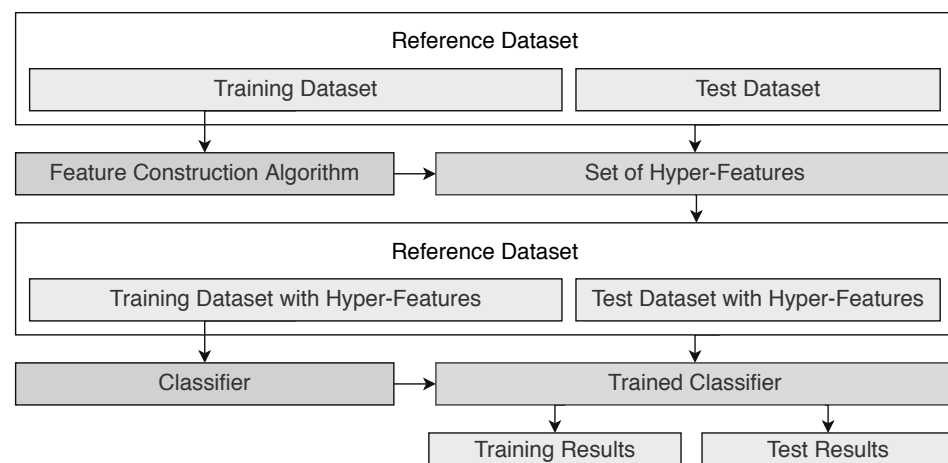 Reference Dataset
Training Dataset
Test Dataset
Feature Construction Algorithm
Set of Hyper-Features
Reference Dataset
Training Dataset with Hyper-Features
Test Dataset with Hyper-Features
Classifier
Trained Classifier
Training Results
Test Results